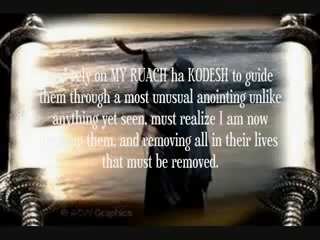 rely on MY RUACH ha KODESH to guide
them through a most unusual anointing unlike
anything yet seen, must realize I am now
them, and removing all in their lives
that must be removed.
Graphics